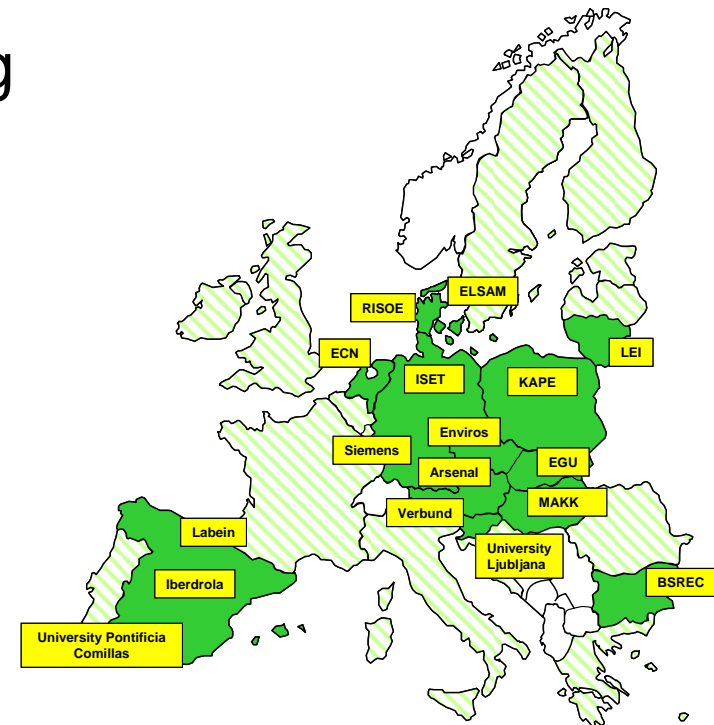 g
ELSAM
RISOE
ECN
LEI
ISET
KAPE
Enviros
Siemens
Arsenal
EGU
MAKK
Verbund
Labein
University
Ljubljana
Iberdrola
BSREC
University Pontificia
Comillas